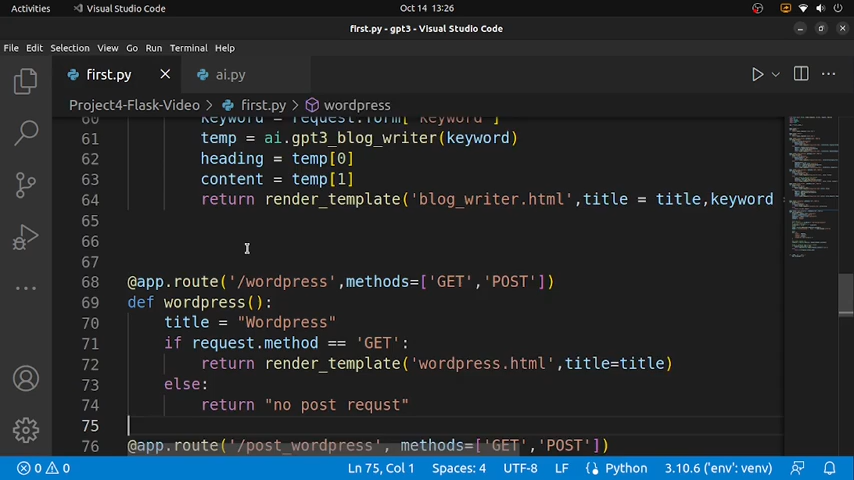 Activities Visual Studio Code Oct 14 13:26
first.py - gpt3 - Visual Studio Code
File Edit Selection View Go Run Terminal Help
first.py ai.py
Project4-Flask-Video > first.py > wordpress
60 keyword = request.form["keyword"]
61 temp = ai.gpt3_blog_writer(keyword)
62 heading = temp[0]
63 content = temp[1]
64 return render_template('blog_writer.html',title = title,keyword
65
66
67
68 @app.route('/wordpress',methods=['GET','POST'])
69 def wordpress():
70 title = "Wordpress"
71 if request.method == 'GET':
72 return render_template('wordpress.html',title=title)
73 else:
74 return "no post requst"
75
76 @app.route('/post_wordpress', methods=['GET','POST'])
0 0 Ln 75, Col 1 Spaces: 4 UTF-8 LF Python 3.10.6 ('env': venv)